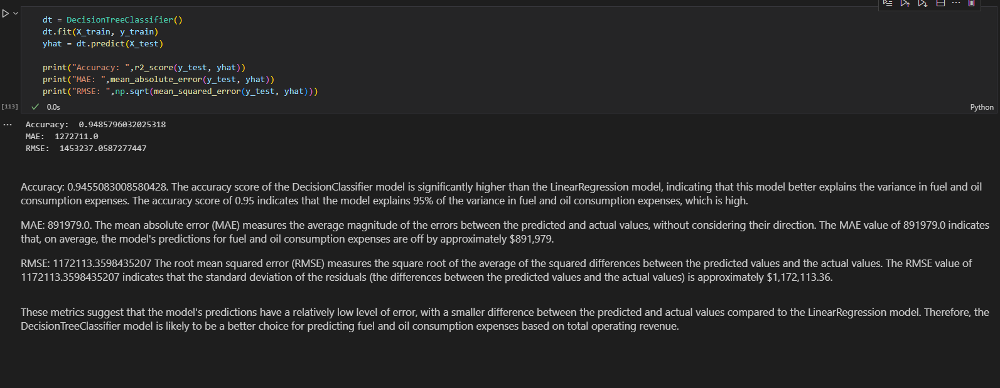 dt = DecisionTreeClassifier()
dt.fit(X_train, y_train)
yhat = dt.predict(X_test)
print("Accuracy: ",r2_score(y_test, yhat))
print("MAE: ",mean_absolute_error(y_test, yhat))
print("RMSE: ",np.sqrt(mean_squared_error(y_test, yhat)))
[113] 0.0s Python
... Accuracy:  0.9485796032025318
MAE:  1272711.0
RMSE:  1453237.0587277447
Accuracy: 0.9455083008580428. The accuracy score of the DecisionClassifier model is significantly higher than the LinearRegression model, indicating that this model better explains the variance in fuel and oil
consumption expenses. The accuracy score of 0.95 indicates that the model explains 95% of the variance in fuel and oil consumption expenses, which is high.
MAE: 891979.0. The mean absolute error (MAE) measures the average magnitude of the errors between the predicted and actual values, without considering their direction. The MAE value of 891979.0 indicates
that, on average, the model's predictions for fuel and oil consumption expenses are off by approximately $891,979.
RMSE: 1172113.3598435207 The root mean squared error (RMSE) measures the square root of the average of the squared differences between the predicted values and the actual values. The RMSE value of
1172113.3598435207 indicates that the standard deviation of the residuals (the differences between the predicted values and the actual values) is approximately $1,172,113.36.
These metrics suggest that the model's predictions have a relatively low level of error, with a smaller difference between the predicted and actual values compared to the LinearRegression model. Therefore, the
DecisionTreeClassifier model is likely to be a better choice for predicting fuel and oil consumption expenses based on total operating revenue.